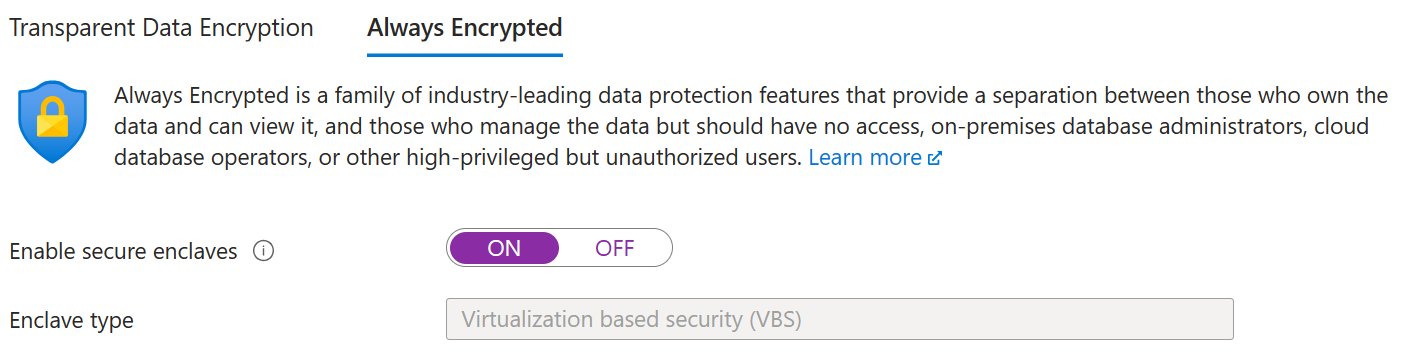 Transparent Data Encryption Always Encrypted
Always Encrypted is a family of industry-leading data protection features that provide a separation between those who own the
data and can view it, and those who manage the data but should have no access, on-premises database administrators, cloud
database operators, or other high-privileged but unauthorized users. Learn more
Enable secure enclaves ON OFF
Enclave type Virtualization based security (VBS)